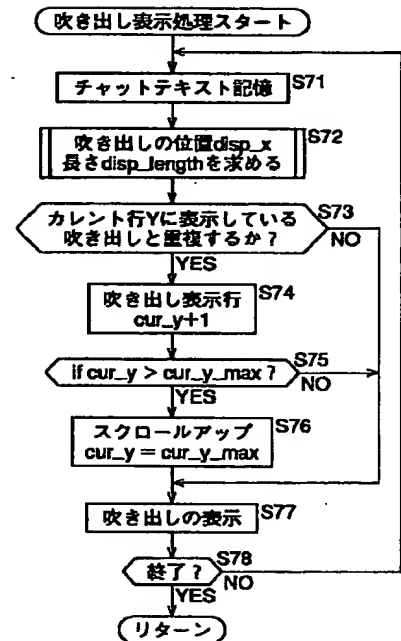 吹き出し表示処理スタート
チャットテキスト記憶
S71
吹き出しの位置disp_x
長さdisp_lengthを求める
S72
カレント行Yに表示している
吹き出しと重複するか?
S73
NO
YES
吹き出し表示行
cur_y+1
S74
if cur_y > cur_y_max ?
S75
NO
YES
スクロールアップ
cur_y = cur_y_max
S76
吹き出しの表示
S77
終了?
S78
NO
YES
リターン